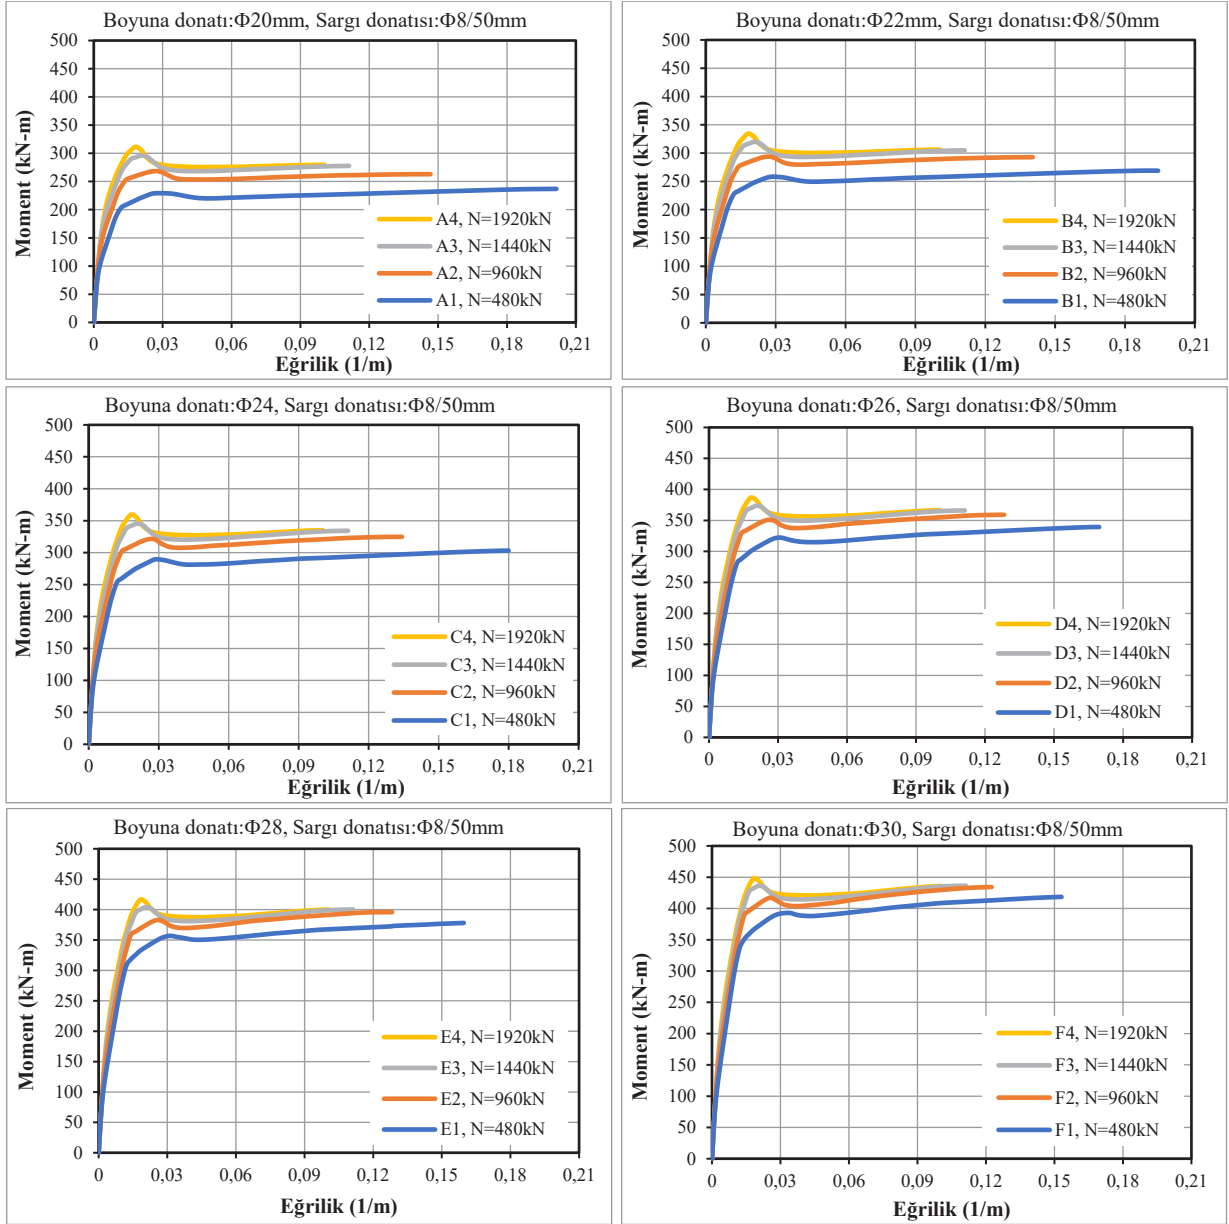 Boyuna donatı:Φ20mm, Sargı donatısı:Φ8/50mm
Moment (kN-m)
500
450
400
350
300
250
200
150
100
50
0
A4, N=1920kN
A3, N=1440kN
A2, N=960kN
A1, N=480kN
0 0,03 0,06 0,09 0,12 0,15 0,18 0,21
Eğrilik (1/m)
Boyuna donatı:Φ22mm, Sargı donatısı:Φ8/50mm
Moment (kN-m)
500
450
400
350
300
250
200
150
100
50
0
B4, N=1920kN
B3, N=1440kN
B2, N=960kN
B1, N=480kN
0 0,03 0,06 0,09 0,12 0,15 0,18 0,21
Eğrilik (1/m)
Boyuna donatı:Φ24, Sargı donatısı:Φ8/50mm
Moment (kN-m)
500
450
400
350
300
250
200
150
100
50
0
C4, N=1920kN
C3, N=1440kN
C2, N=960kN
C1, N=480kN
0 0,03 0,06 0,09 0,12 0,15 0,18 0,21
Eğrilik (1/m)
Boyuna donatı:Φ26, Sargı donatısı:Φ8/50mm
Moment (kN-m)
500
450
400
350
300
250
200
150
100
50
0
D4, N=1920kN
D3, N=1440kN
D2, N=960kN
D1, N=480kN
0 0,03 0,06 0,09 0,12 0,15 0,18 0,21
Eğrilik (1/m)
Boyuna donatı:Φ28, Sargı donatısı:Φ8/50mm
Moment (kN-m)
500
450
400
350
300
250
200
150
100
50
0
E4, N=1920kN
E3, N=1440kN
E2, N=960kN
E1, N=480kN
0 0,03 0,06 0,09 0,12 0,15 0,18 0,21
Eğrilik (1/m)
Boyuna donatı:Φ30, Sargı donatısı:Φ8/50mm
Moment (kN-m)
500
450
400
350
300
250
200
150
100
50
0
F4, N=1920kN
F3, N=1440kN
F2, N=960kN
F1, N=480kN
0 0,03 0,06 0,09 0,12 0,15 0,18 0,21
Eğrilik (1/m)